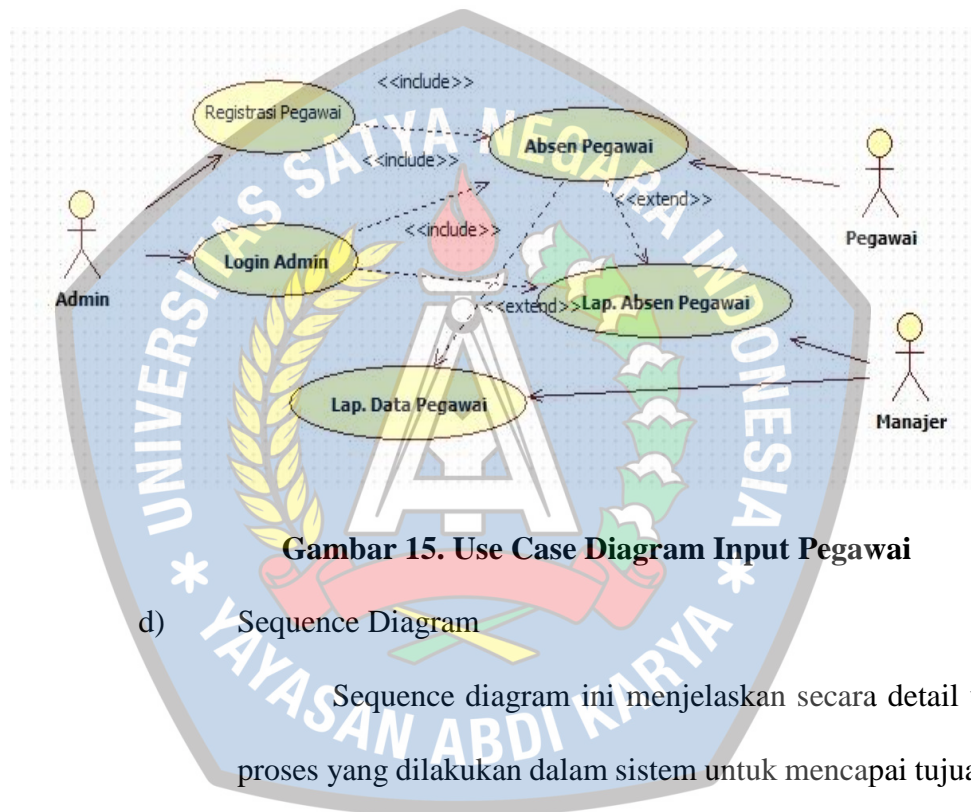 <<include>>
Registrasi Pegawai
Absen Pegawai
<<include>>
<<extend>>
<<include>>
Pegawai
Login Admin
Admin
<<extend>>
Lap. Absen Pegawai
Lap. Data Pegawai
Manajer
UNIVERSITAS SATYA NEGARA INDONESIA
* YAYASAN ABDI KARYA *
Gambar 15. Use Case Diagram Input Pegawai
d) Sequence Diagram
Sequence diagram ini menjelaskan secara detail
proses yang dilakukan dalam sistem untuk mencapai